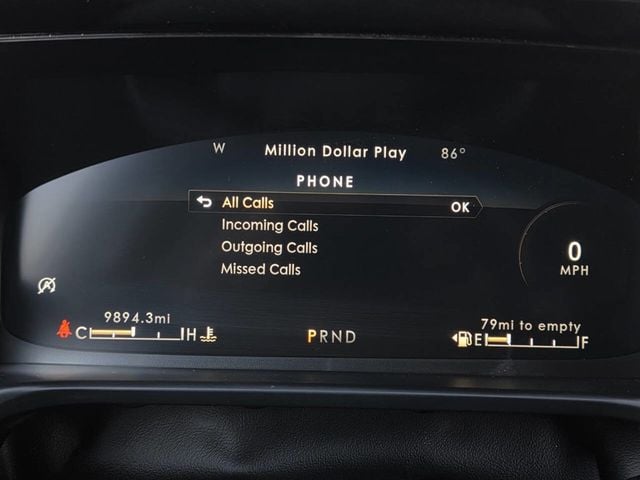 W Million Dollar Play 86°
PHONE
All Calls OK
Incoming Calls
Outgoing Calls
Missed Calls
0
MPH
9894.3mi
79mi to empty
C H
PRND
E F